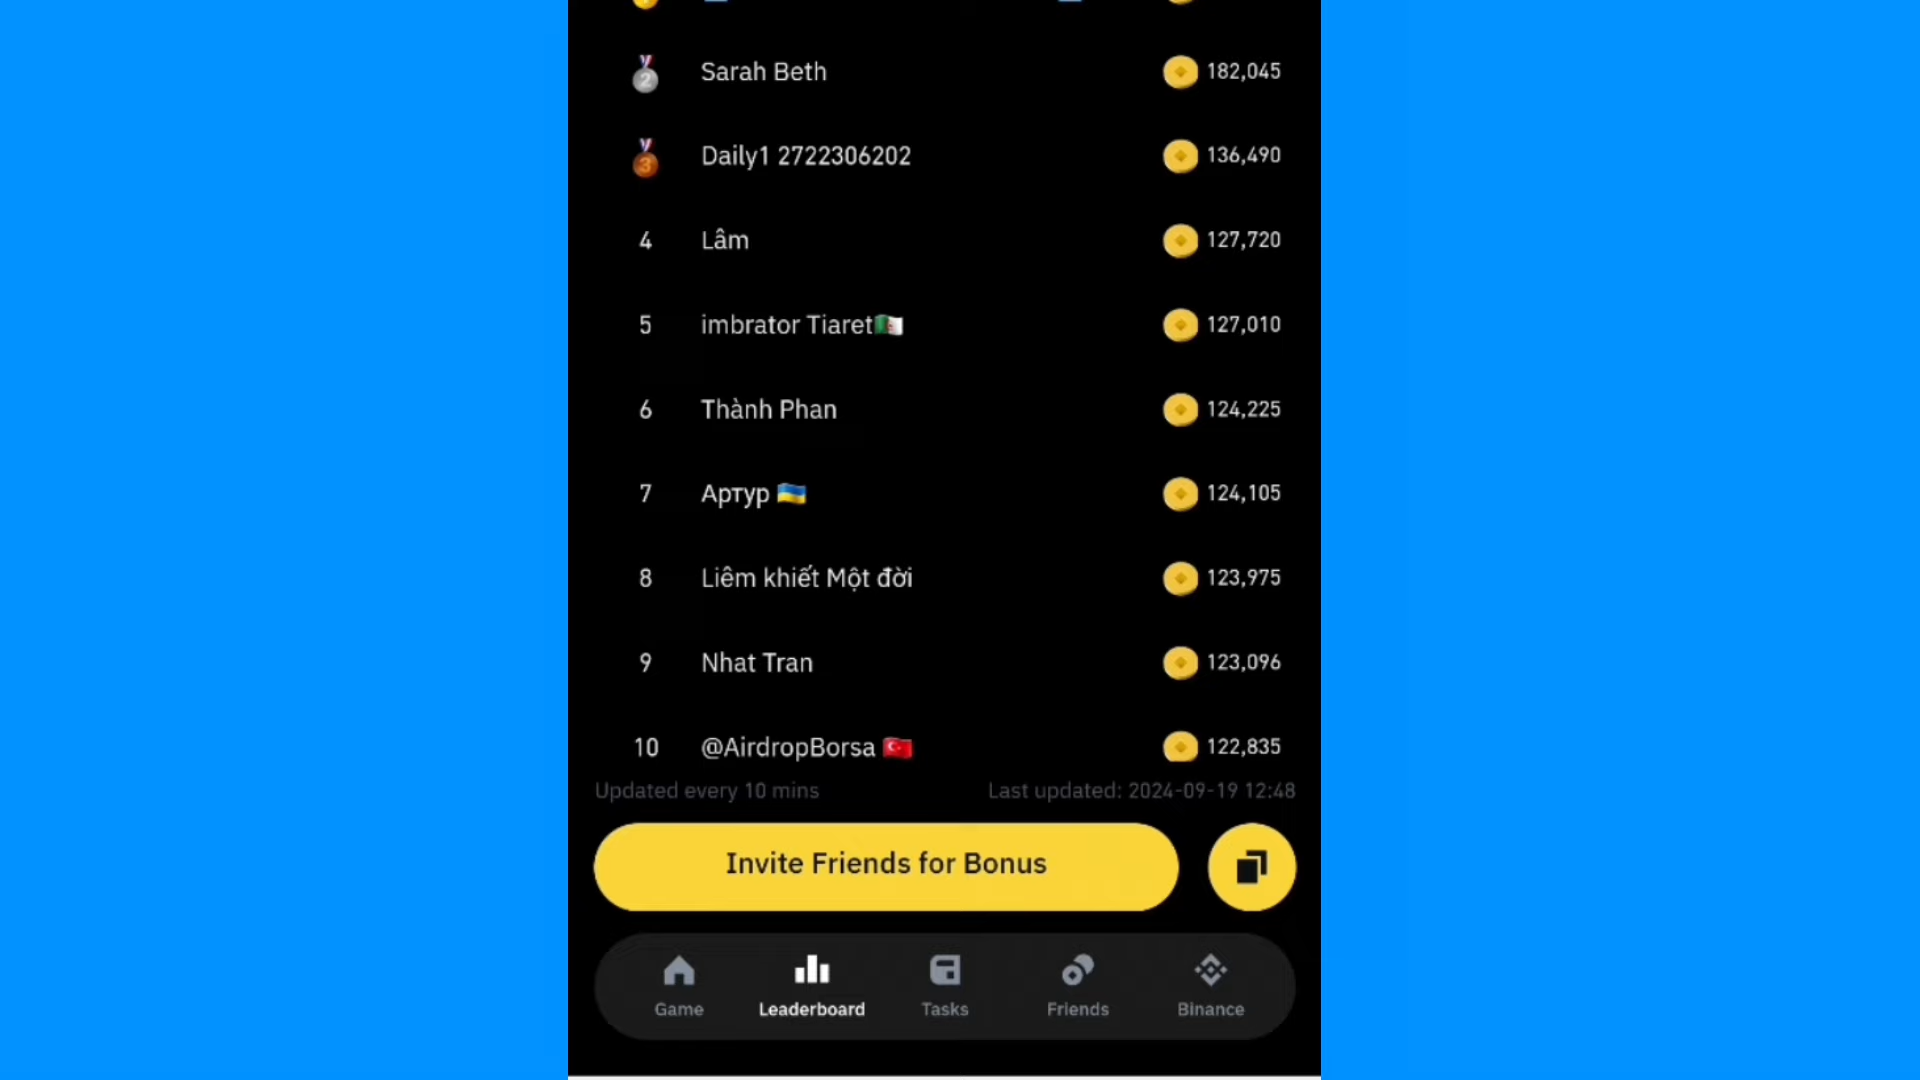 2 Sarah Beth 182,045
3 Daily1 2722306202 136,490
4 Lâm 127,720
5 imbrator Tiaret🇩🇿 127,010
6 Thành Phan 124,225
7 Артур 🇺🇦 124,105
8 Liêm khiết Một đời 123,975
9 Nhat Tran 123,096
10 @AirdropBorsa 🇹🇷 122,835
Updated every 10 mins Last updated: 2024-09-19 12:48
Invite Friends for Bonus
Game Leaderboard Tasks Friends Binance